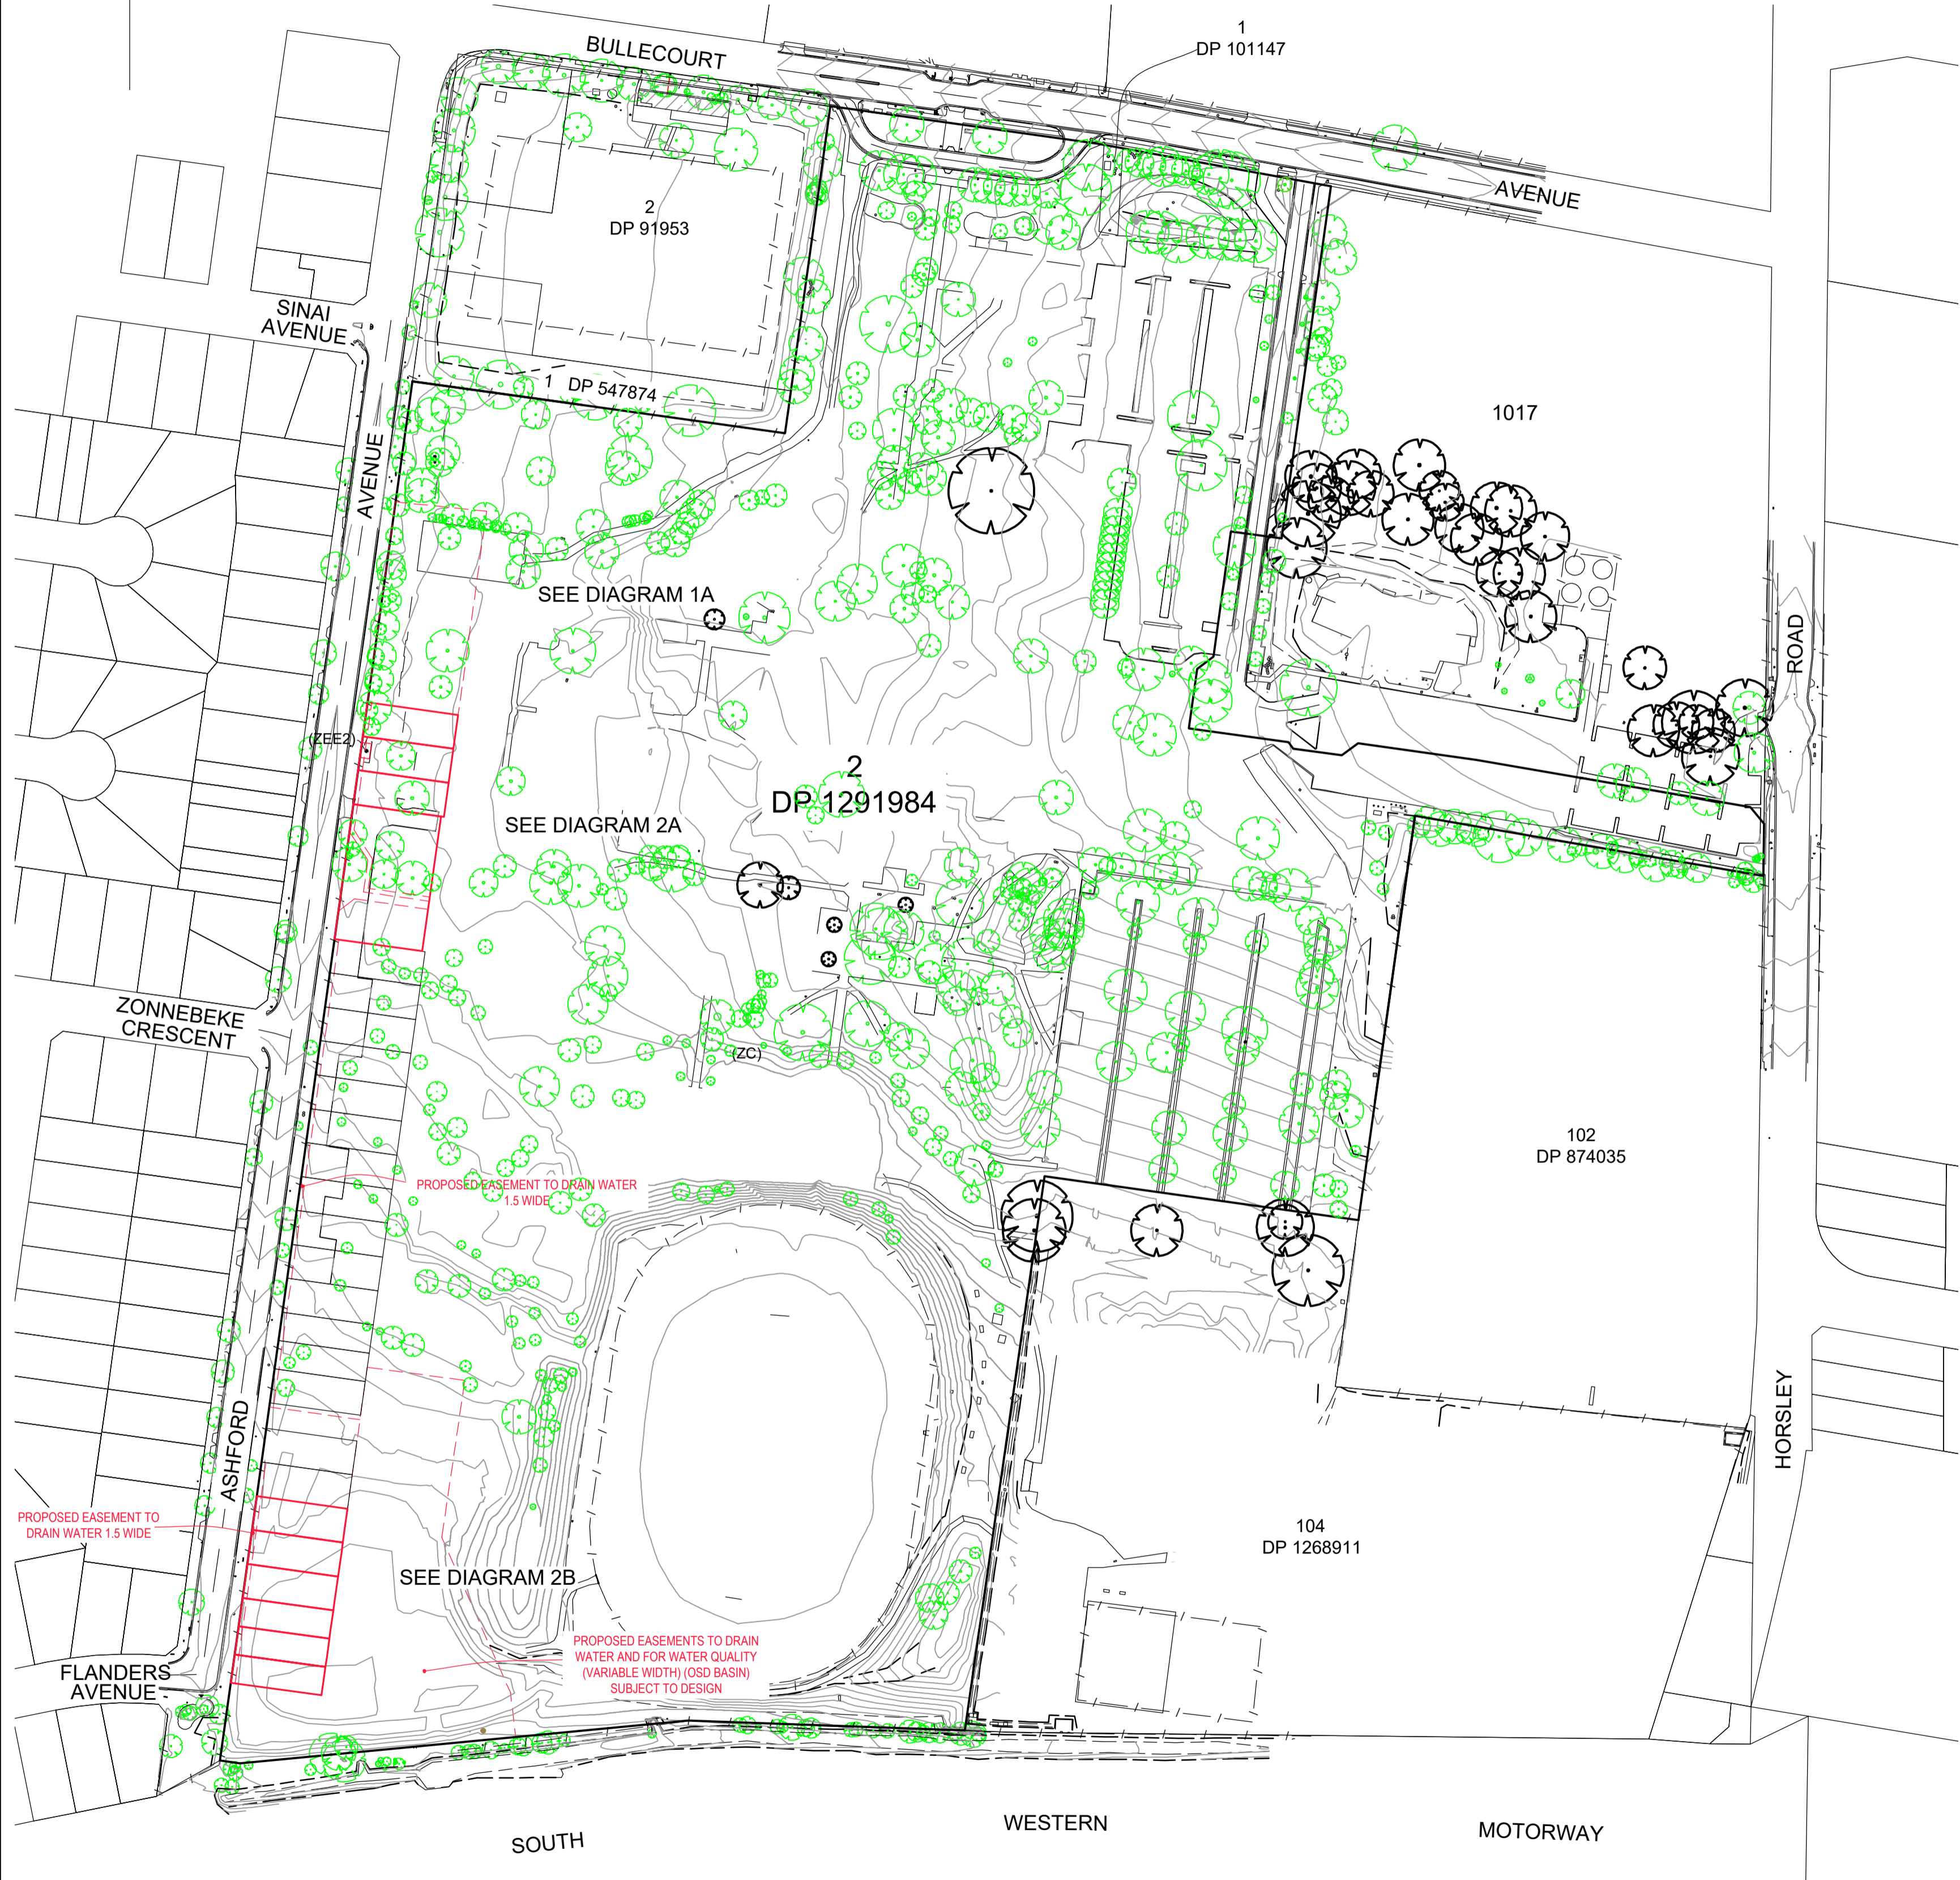 1
DP 101147
BULLECOURT
AVENUE
2
DP 91953
SINAI
AVENUE
1 DP 547874
1017
AVENUE
SEE DIAGRAM 1A
ROAD
(ZEE2)
2
DP 1291984
SEE DIAGRAM 2A
ZONNEBEKE
CRESCENT
(ZC)
102
DP 874035
PROPOSED EASEMENT TO DRAIN WATER
1.5 WIDE
HORSLEY
ASHFORD
PROPOSED EASEMENT TO
DRAIN WATER 1.5 WIDE
104
DP 1268911
SEE DIAGRAM 2B
PROPOSED EASEMENTS TO DRAIN
WATER AND FOR WATER QUALITY
(VARIABLE WIDTH) (OSD BASIN)
SUBJECT TO DESIGN
FLANDERS
AVENUE
SOUTH
WESTERN
MOTORWAY